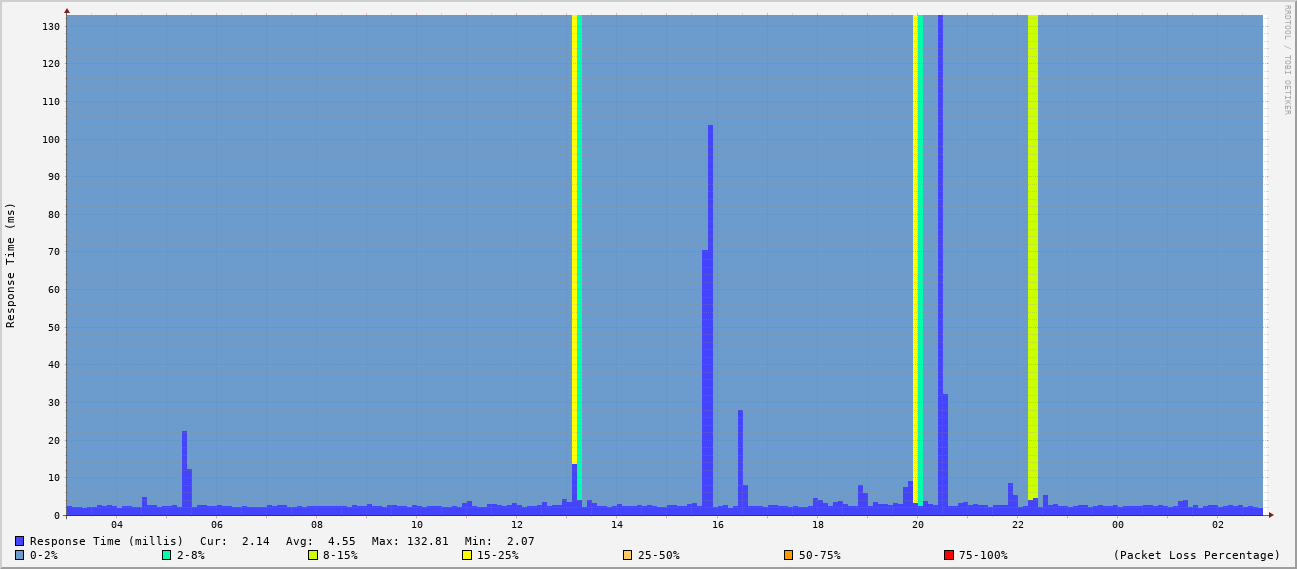 RRDTOOL / TOBI OETIKER
Response Time (ms)
130
120
110
100
90
80
70
60
50
40
30
20
10
0
04 06 08 10 12 14 16 18 20 22 00 02
Response Time (millis) Cur: 2.14 Avg: 4.55 Max: 132.81 Min: 2.07
0-2% 2-8% 8-15% 15-25% 25-50% 50-75% 75-100% (Packet Loss Percentage)